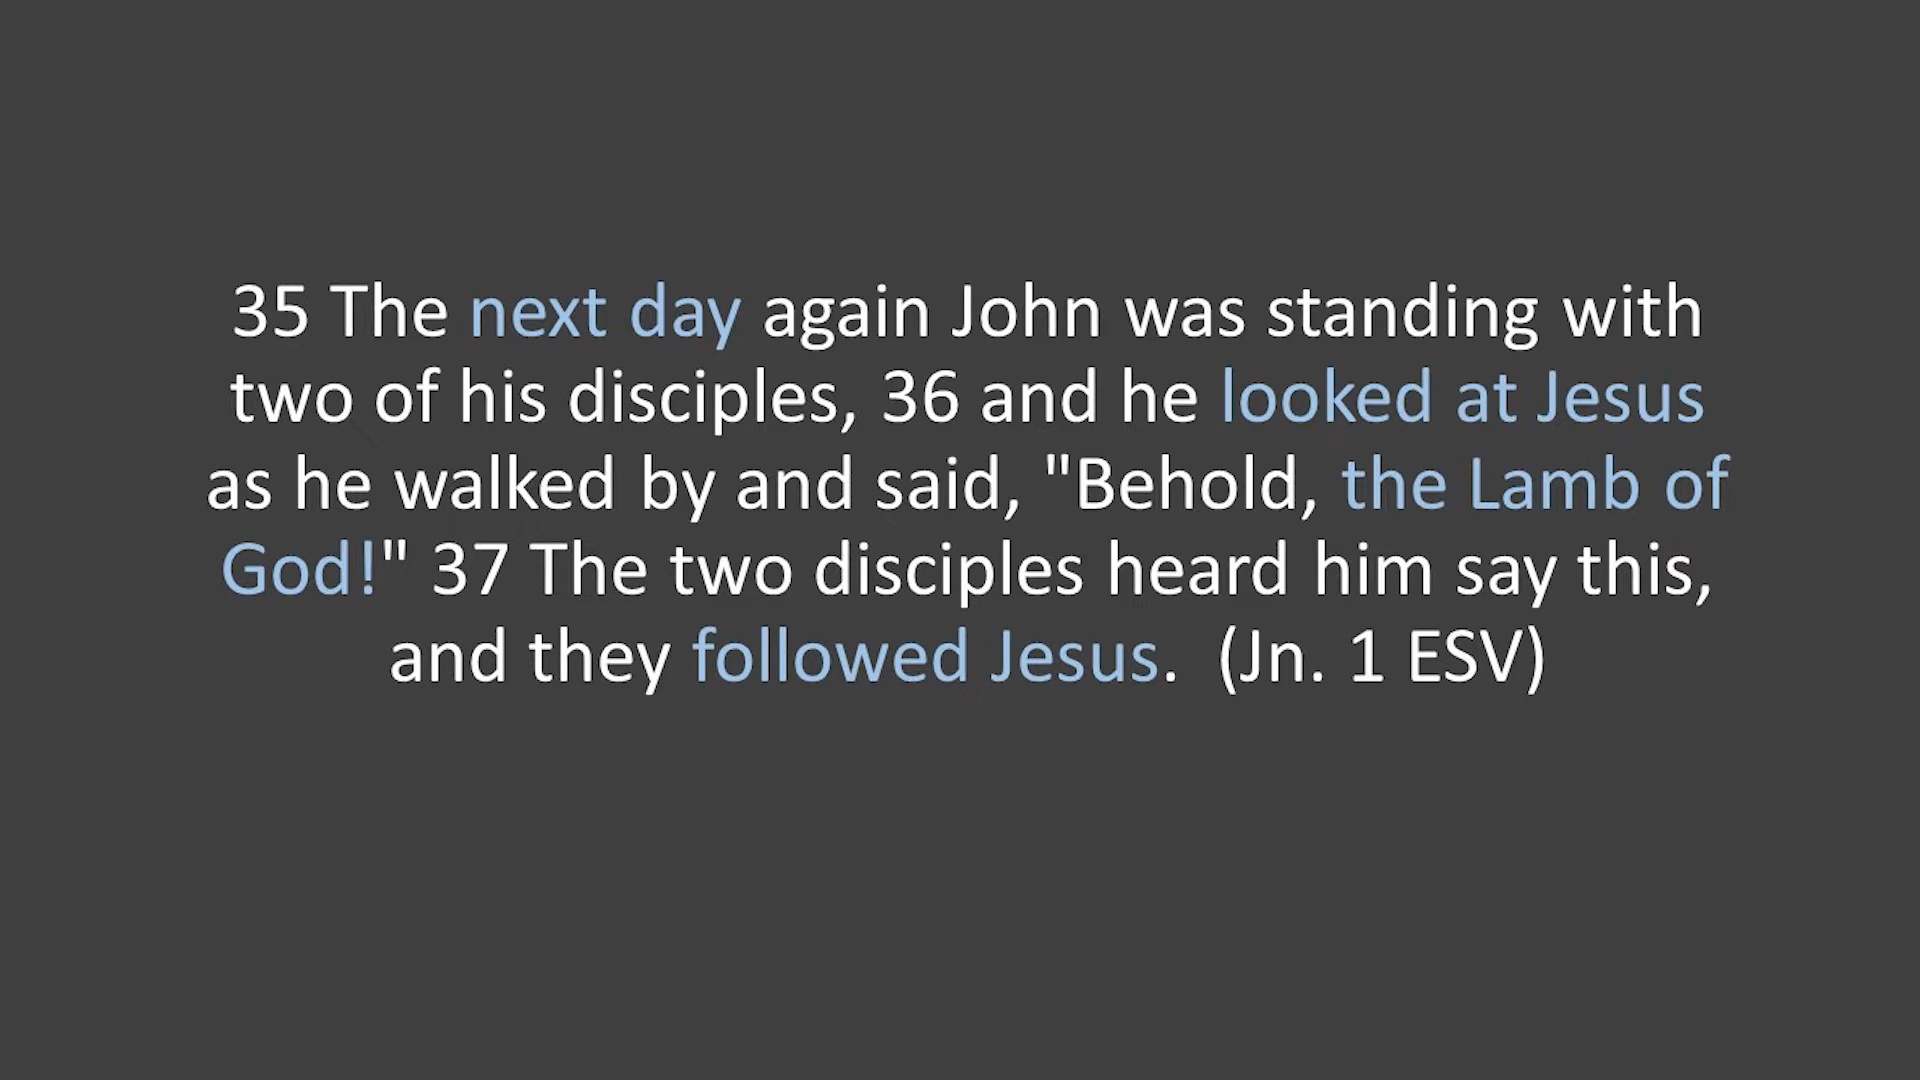 35 The next day again John was standing with
two of his disciples, 36 and he looked at Jesus
as he walked by and said, "Behold, the Lamb of
God!" 37 The two disciples heard him say this,
and they followed Jesus.  (Jn. 1 ESV)